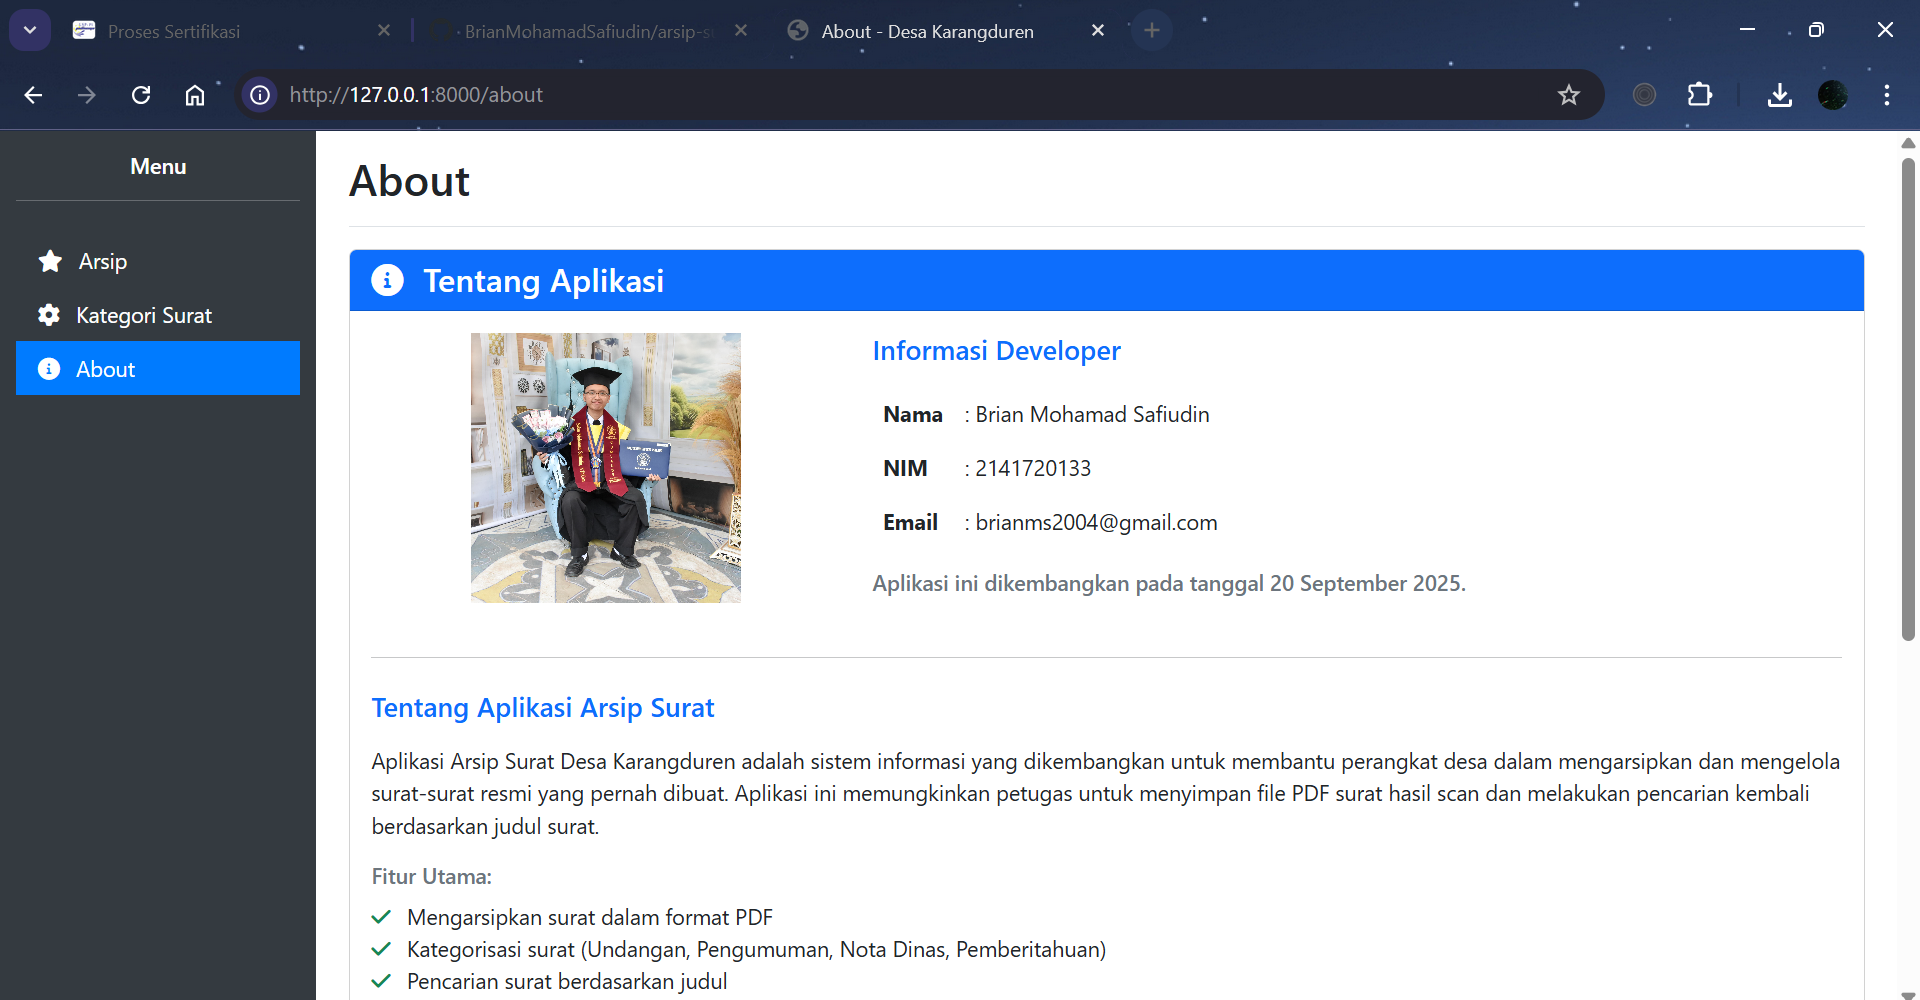 Proses Sertifikasi
BrianMohamadSafiudin/arsip-su
About - Desa Karangduren
http://127.0.0.1:8000/about
Menu
Arsip
Kategori Surat
About
About
Tentang Aplikasi
Informasi Developer
Nama : Brian Mohamad Safiudin
NIM : 2141720133
Email : brianms2004@gmail.com
Aplikasi ini dikembangkan pada tanggal 20 September 2025.
Tentang Aplikasi Arsip Surat
Aplikasi Arsip Surat Desa Karangduren adalah sistem informasi yang dikembangkan untuk membantu perangkat desa dalam mengarsipkan dan mengelola
surat-surat resmi yang pernah dibuat. Aplikasi ini memungkinkan petugas untuk menyimpan file PDF surat hasil scan dan melakukan pencarian kembali
berdasarkan judul surat.
Fitur Utama:
Mengarsipkan surat dalam format PDF
Kategorisasi surat (Undangan, Pengumuman, Nota Dinas, Pemberitahuan)
Pencarian surat berdasarkan judul